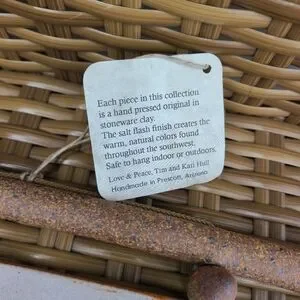 Each piece in this collection
is a hand pressed original in
stoneware clay.
The salt flash finish creates the
warm, natural colors found
throughout the southwest.
Safe to hang indoor or outdoors.
Love & Peace, Tim and Kari Hull
Handmade in Prescott, Arizona